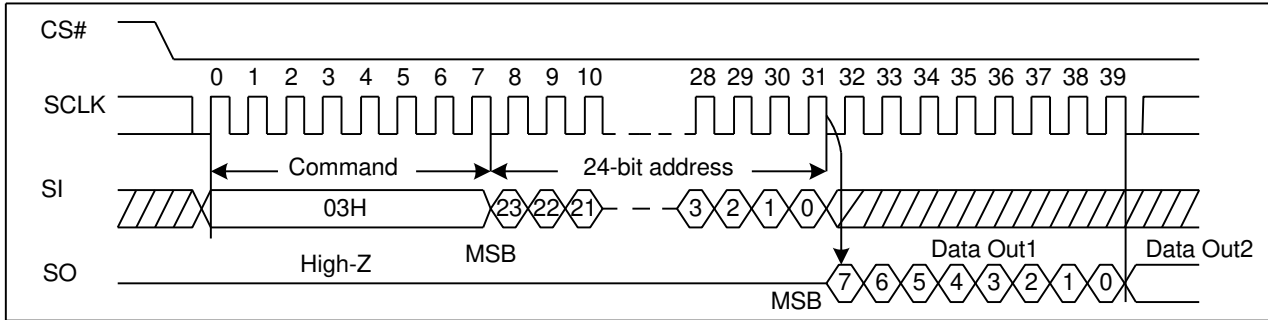 CS#
0 1 2 3 4 5 6 7 8 9 10 28 29 30 31 32 33 34 35 36 37 38 39
SCLK
Command 24-bit address
SI
03H 23 22 21 3 2 1 0
MSB
High-Z
Data Out1 Data Out2
SO
MSB 7 6 5 4 3 2 1 0